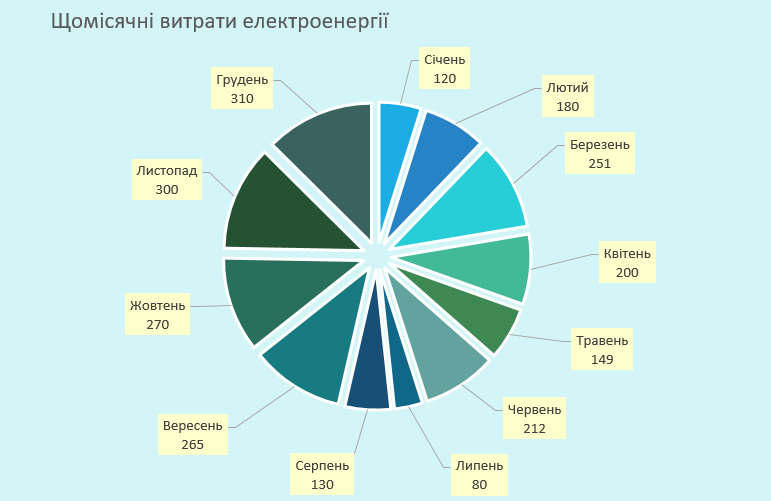 Щомісячні витрати електроенергії
Січень
120
Лютий
180
Березень
251
Квітень
200
Травень
149
Червень
212
Липень
80
Серпень
130
Вересень
265
Жовтень
270
Листопад
300
Грудень
310